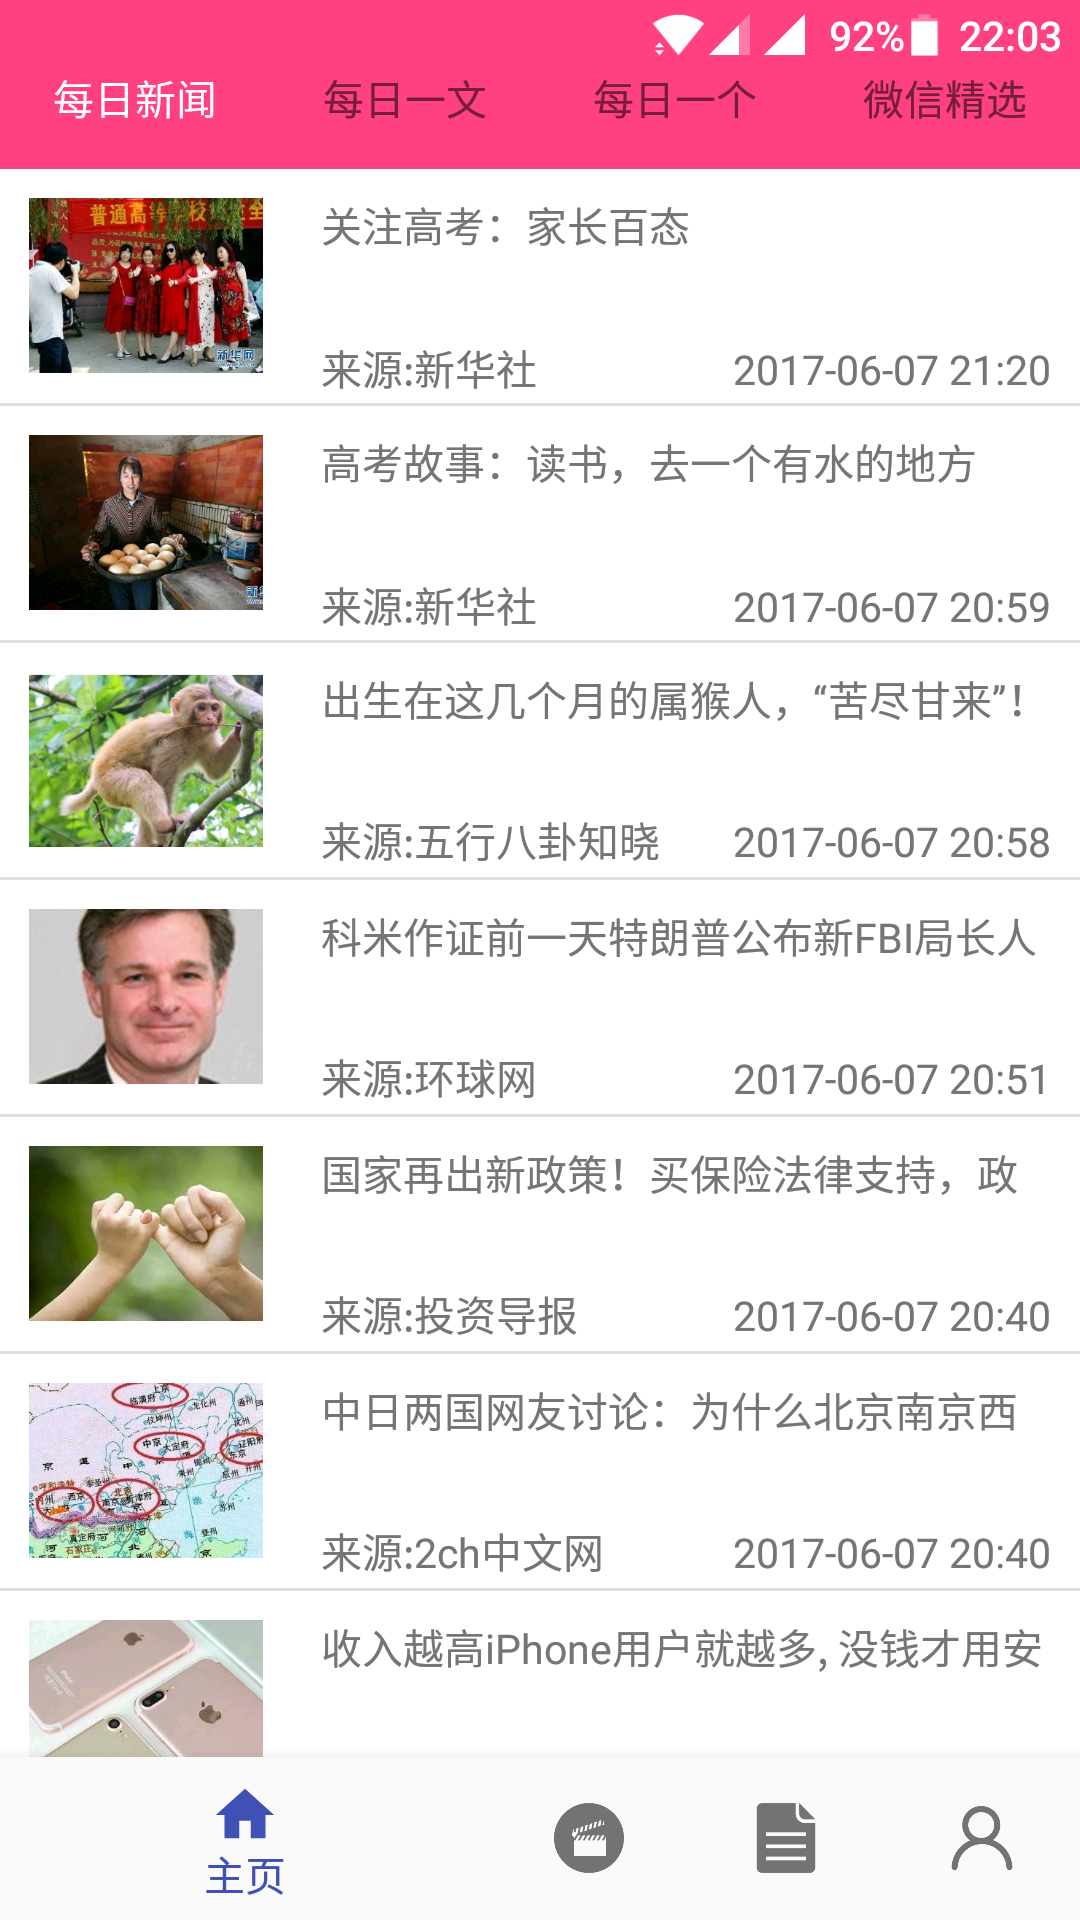 92% 22:03
每日新闻 每日一文 每日一个 微信精选
关注高考：家长百态
来源:新华社 2017-06-07 21:20
高考故事：读书，去一个有水的地方
来源:新华社 2017-06-07 20:59
出生在这几个月的属猴人，“苦尽甘来”！
来源:五行八卦知晓 2017-06-07 20:58
科米作证前一天特朗普公布新FBI局长人
来源:环球网 2017-06-07 20:51
国家再出新政策！买保险法律支持，政
来源:投资导报 2017-06-07 20:40
中日两国网友讨论：为什么北京南京西
来源:2ch中文网 2017-06-07 20:40
收入越高iPhone用户就越多, 没钱才用安
主页